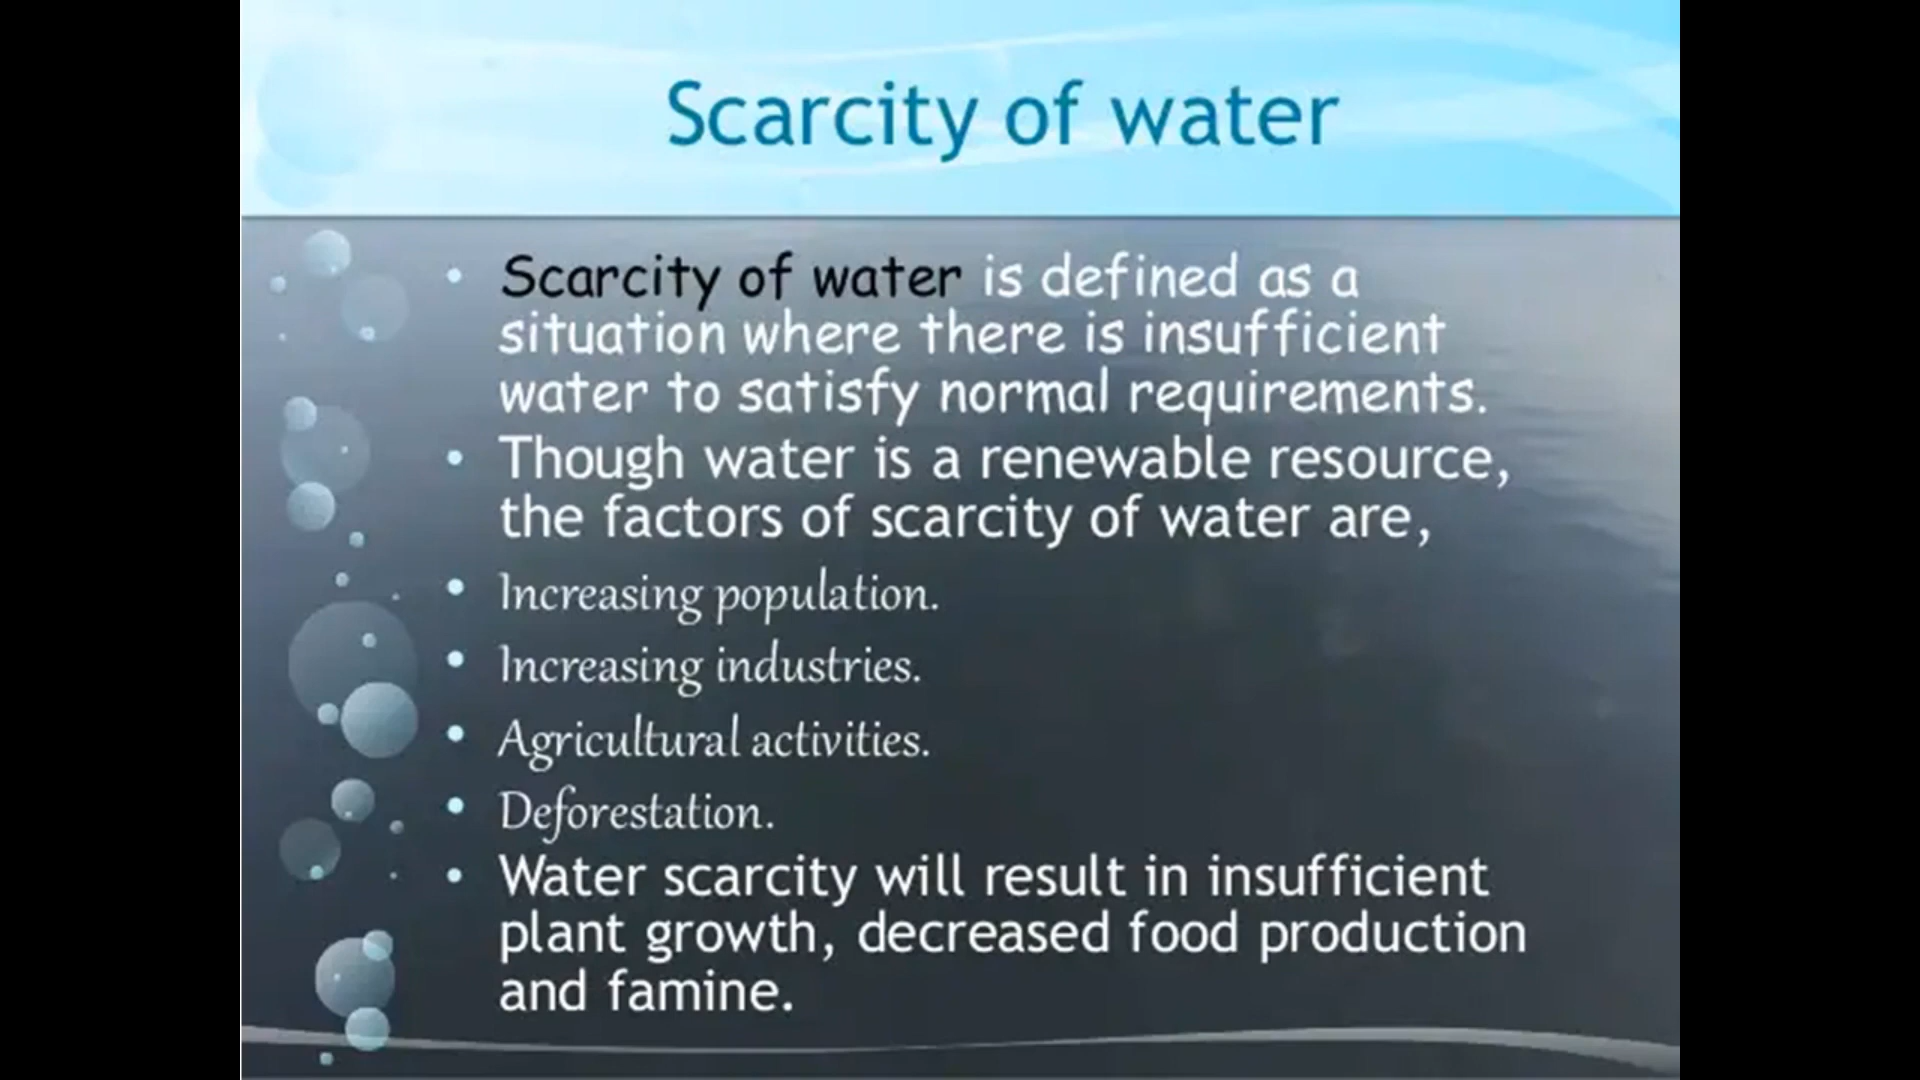 Scarcity of water
• Scarcity of water is defined as a
situation where there is insufficient
water to satisfy normal requirements.
• Though water is a renewable resource,
the factors of scarcity of water are,
• Increasing population.
• Increasing industries.
• Agricultural activities.
• Deforestation.
• Water scarcity will result in insufficient
plant growth, decreased food production
and famine.